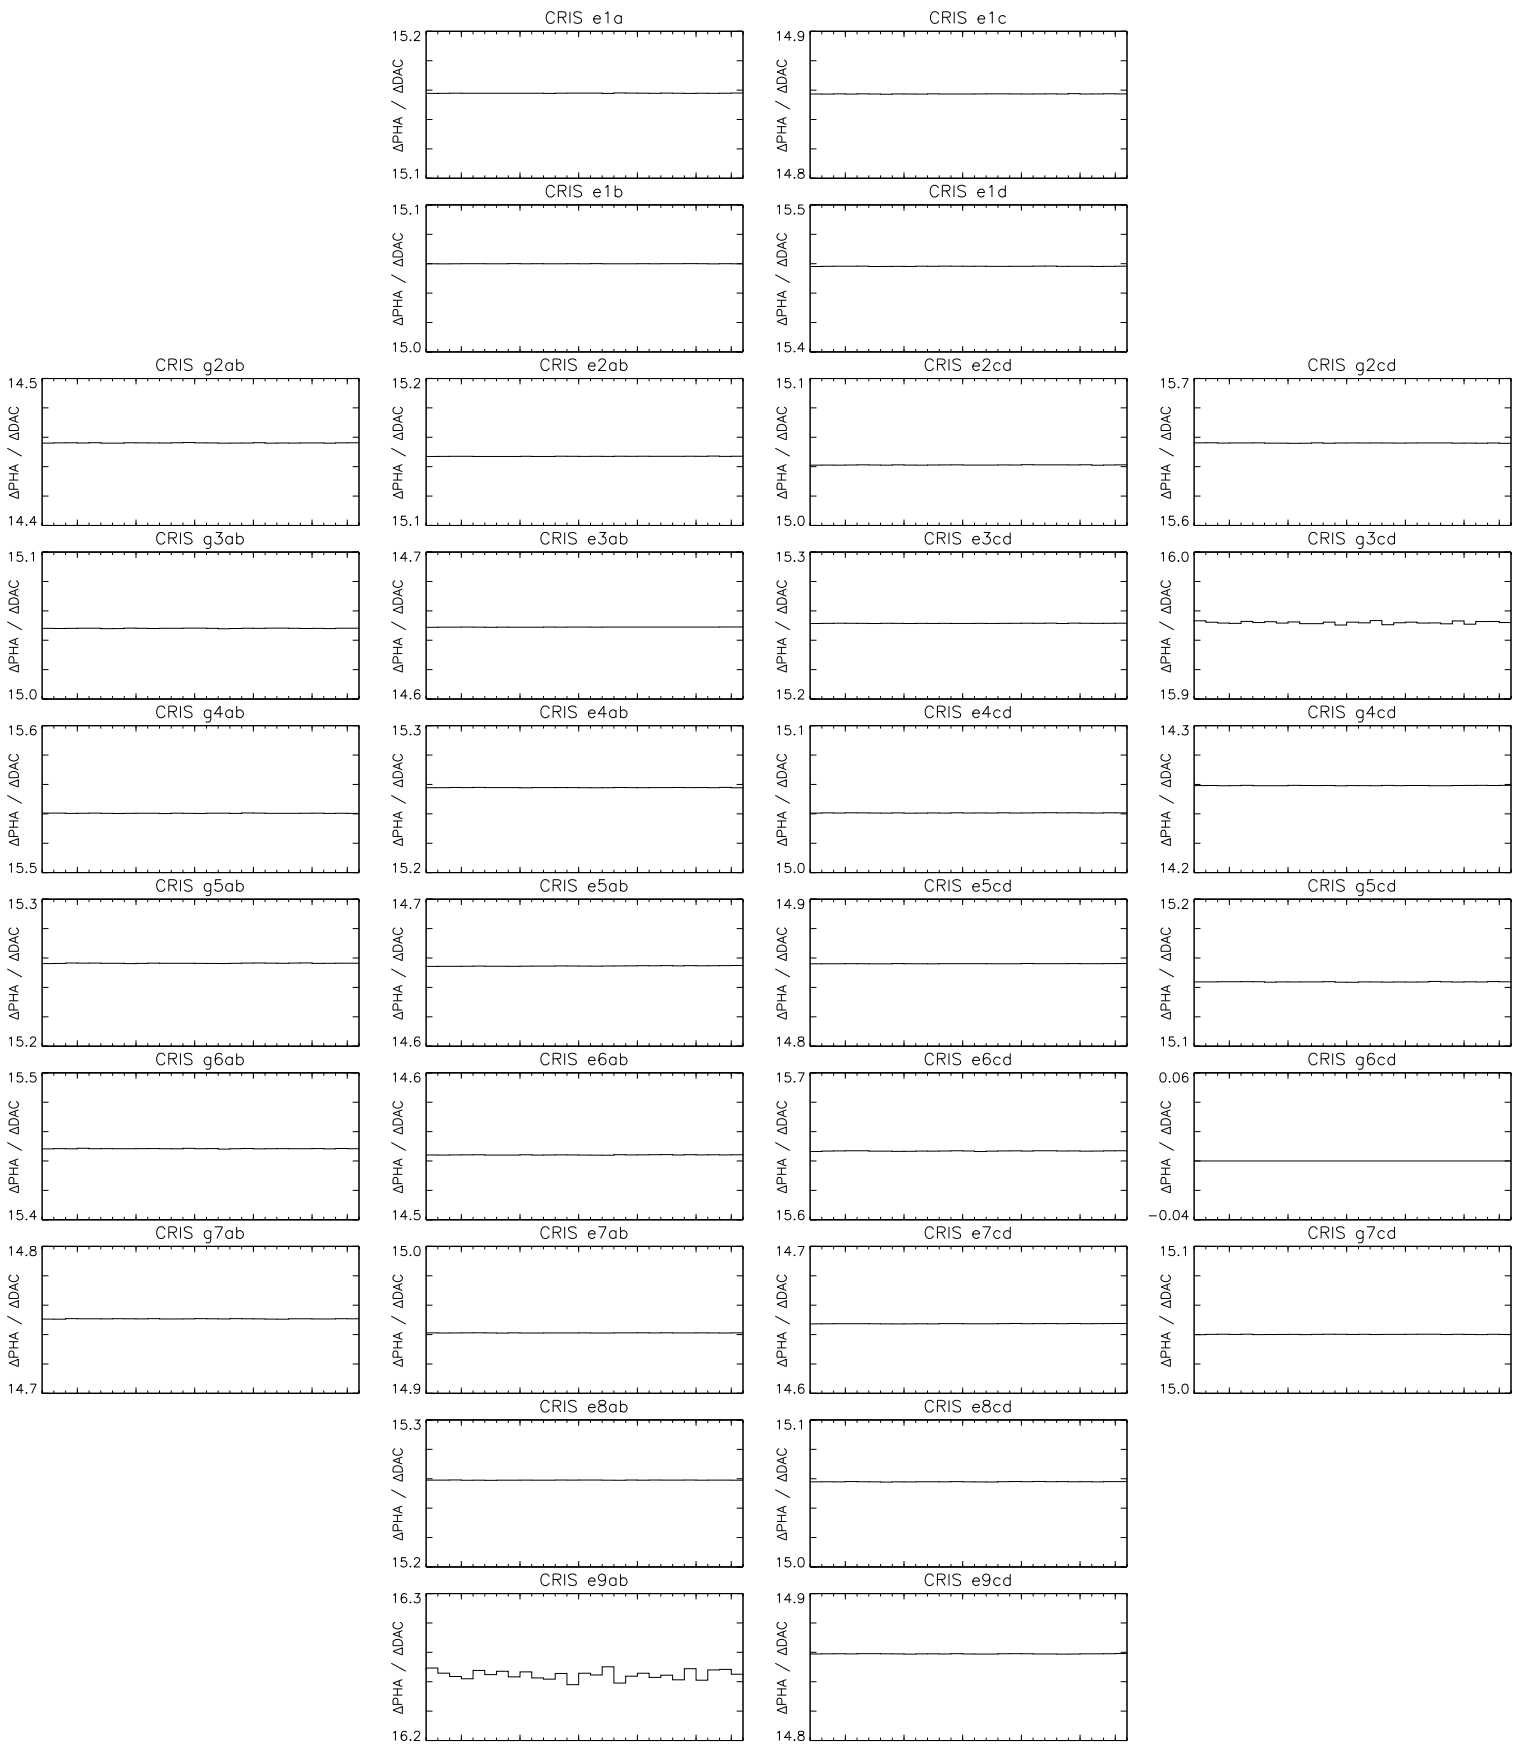 CRIS e1a
15.2
ΔPHA / ΔDAC
15.1
CRIS e1c
14.9
ΔPHA / ΔDAC
14.8
CRIS e1b
15.1
ΔPHA / ΔDAC
15.0
CRIS e1d
15.5
ΔPHA / ΔDAC
15.4
CRIS g2ab
14.5
ΔPHA / ΔDAC
14.4
CRIS e2ab
15.2
ΔPHA / ΔDAC
15.1
CRIS e2cd
15.1
ΔPHA / ΔDAC
15.0
CRIS g2cd
15.7
ΔPHA / ΔDAC
15.6
CRIS g3ab
15.1
ΔPHA / ΔDAC
15.0
CRIS e3ab
14.7
ΔPHA / ΔDAC
14.6
CRIS e3cd
15.3
ΔPHA / ΔDAC
15.2
CRIS g3cd
16.0
ΔPHA / ΔDAC
15.9
CRIS g4ab
15.6
ΔPHA / ΔDAC
15.5
CRIS e4ab
15.3
ΔPHA / ΔDAC
15.2
CRIS e4cd
15.1
ΔPHA / ΔDAC
15.0
CRIS g4cd
14.3
ΔPHA / ΔDAC
14.2
CRIS g5ab
15.3
ΔPHA / ΔDAC
15.2
CRIS e5ab
14.7
ΔPHA / ΔDAC
14.6
CRIS e5cd
14.9
ΔPHA / ΔDAC
14.8
CRIS g5cd
15.2
ΔPHA / ΔDAC
15.1
CRIS g6ab
15.5
ΔPHA / ΔDAC
15.4
CRIS e6ab
14.6
ΔPHA / ΔDAC
14.5
CRIS e6cd
15.7
ΔPHA / ΔDAC
15.6
CRIS g6cd
0.06
ΔPHA / ΔDAC
−0.04
CRIS g7ab
14.8
ΔPHA / ΔDAC
14.7
CRIS e7ab
15.0
ΔPHA / ΔDAC
14.9
CRIS e7cd
14.7
ΔPHA / ΔDAC
14.6
CRIS g7cd
15.1
ΔPHA / ΔDAC
15.0
CRIS e8ab
15.3
ΔPHA / ΔDAC
15.2
CRIS e8cd
15.1
ΔPHA / ΔDAC
15.0
CRIS e9ab
16.3
ΔPHA / ΔDAC
16.2
CRIS e9cd
14.9
ΔPHA / ΔDAC
14.8